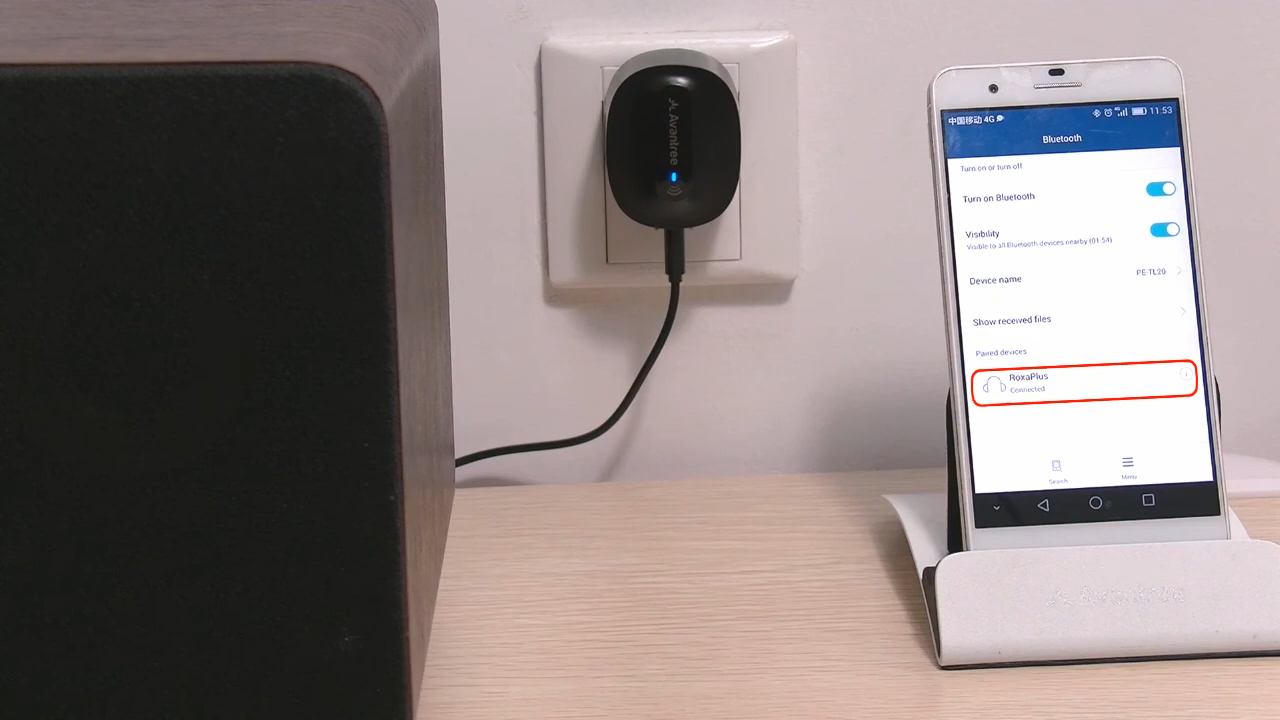 Avantree
中国移动 4G
11:53
Bluetooth
Turn on or turn off
Turn on Bluetooth
Visibility
Visible to all Bluetooth devices nearby (01:54)
Device name
PE-TL20
Show received files
Paired devices
RoxaPlus
Connected
Search
Menu
Avantree